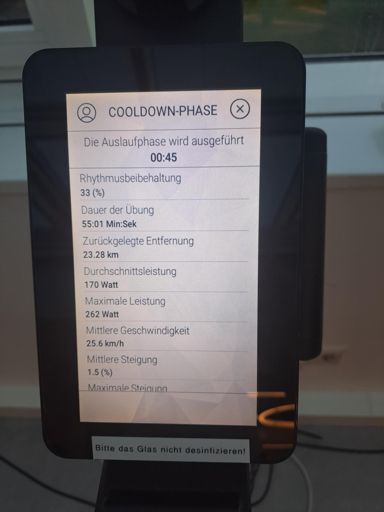 COOLDOWN-PHASE
Die Auslaufphase wird ausgeführt
00:45
Rhythmusbeibehaltung
33 (%)
Dauer der Übung
55:01 Min:Sek
Zurückgelegte Entfernung
23.28 km
Durchschnittsleistung
170 Watt
Maximale Leistung
262 Watt
Mittlere Geschwindigkeit
25.6 km/h
Mittlere Steigung
1.5 (%)
Maximale Steigung
Bitte das Glas nicht desinfizieren!